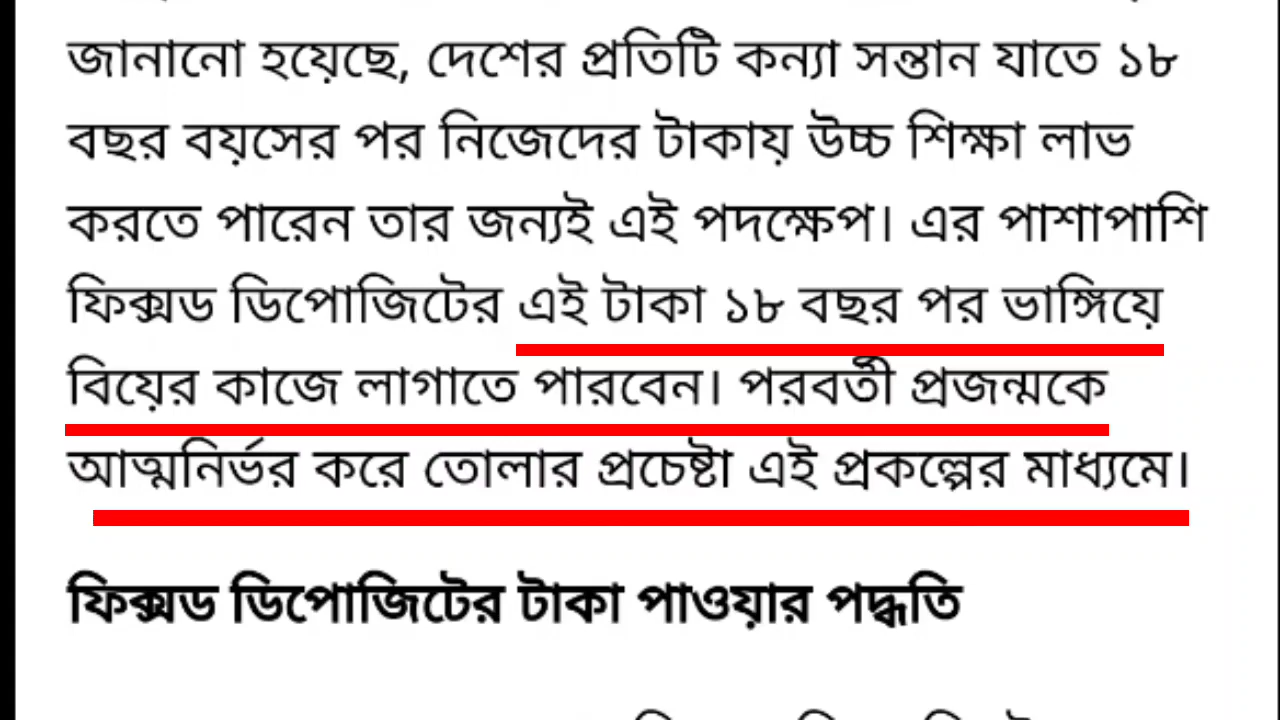 জানানো হয়েছে, দেশের প্রতিটি কন্যা সন্তান যাতে ১৮
বছর বয়সের পর নিজেদের টাকায় উচ্চ শিক্ষা লাভ
করতে পারেন তার জন্যই এই পদক্ষেপ। এর পাশাপাশি
ফিক্সড ডিপোজিটের এই টাকা ১৮ বছর পর ভাঙ্গিয়ে
বিয়ের কাজে লাগাতে পারবেন। পরবর্তী প্রজন্মকে
আত্মনির্ভর করে তোলার প্রচেষ্টা এই প্রকল্পের মাধ্যমে।
ফিক্সড ডিপোজিটের টাকা পাওয়ার পদ্ধতি